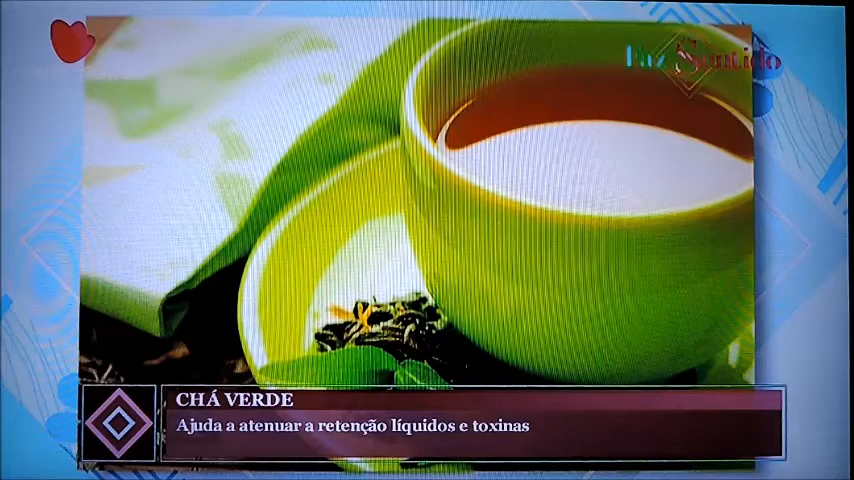 Faz Sentido
CHÁ VERDE
Ajuda a atenuar a retenção líquidos e toxinas